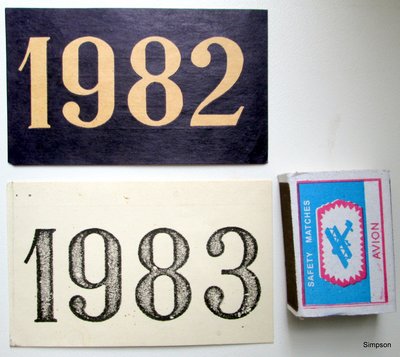 1982
1983
SAFETY MATCHES
AVION
Simpson